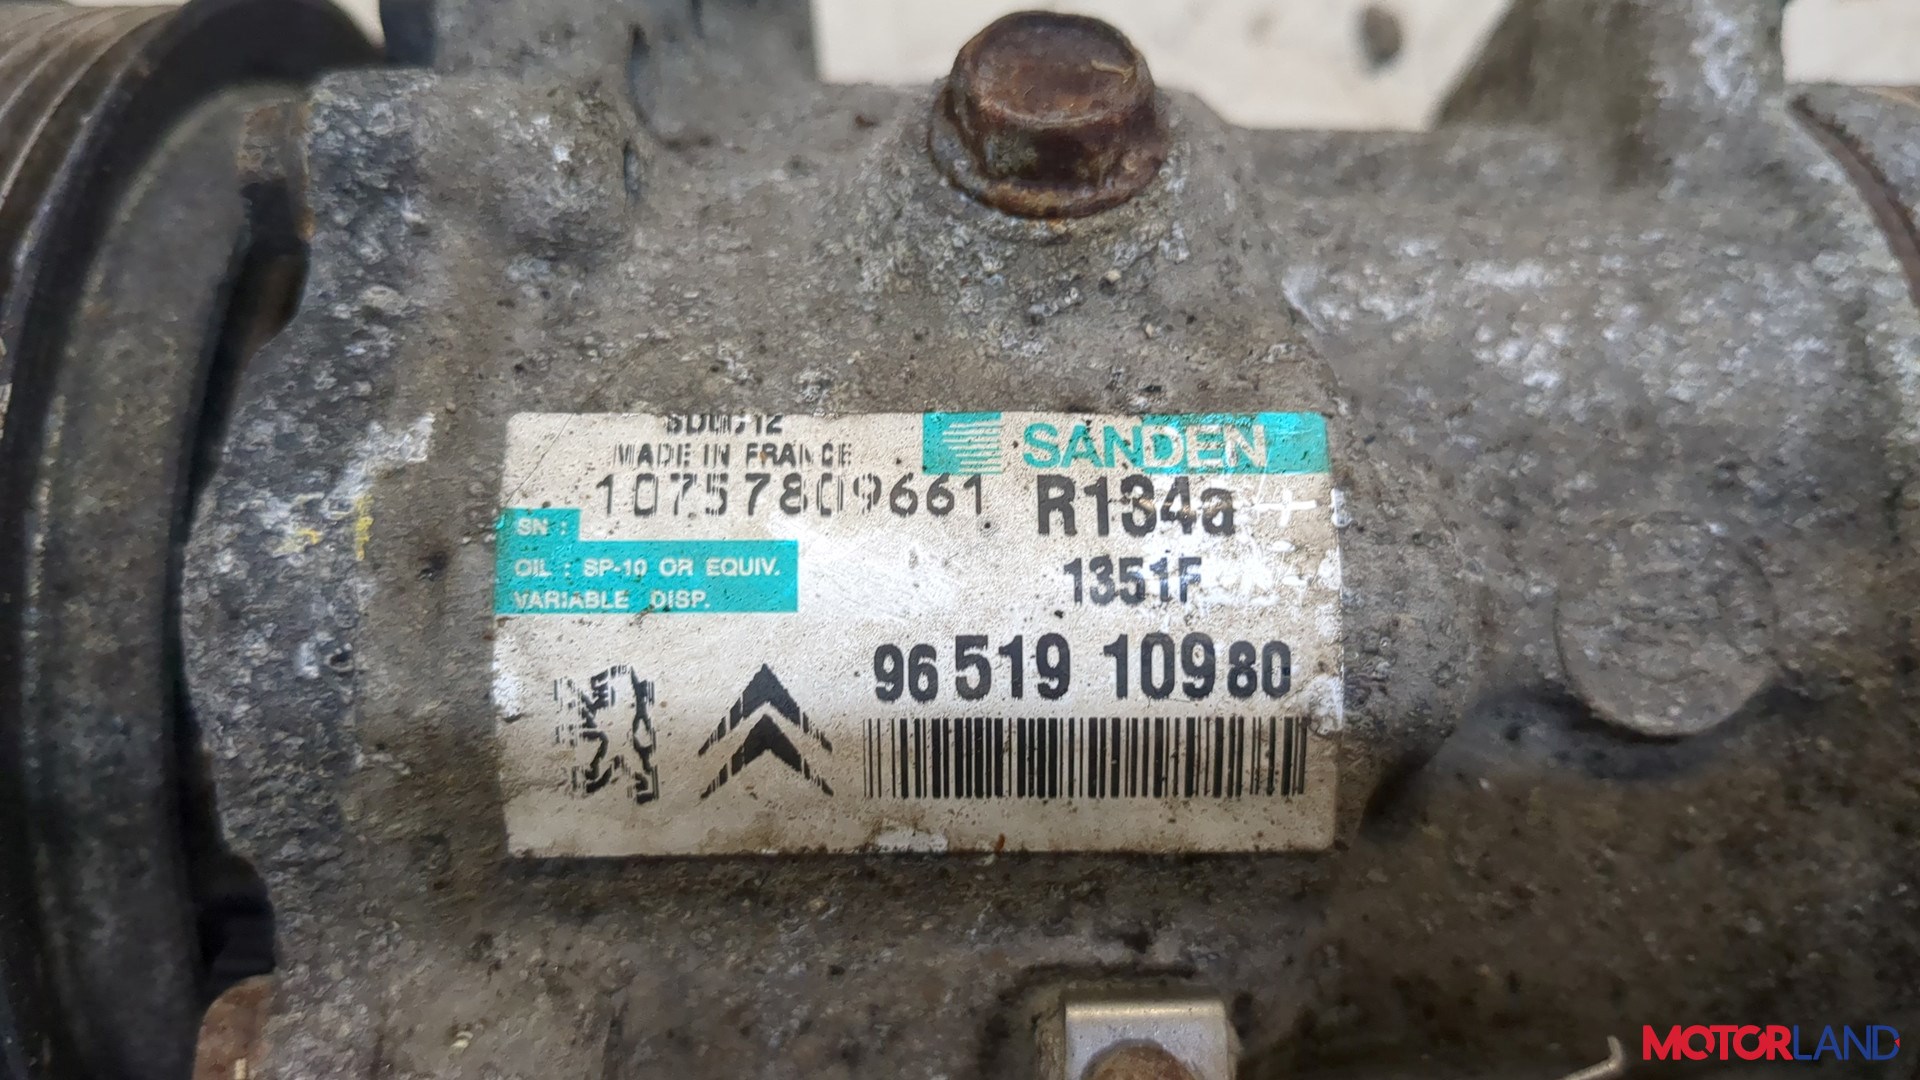 MADE IN FRANCE
SANDEN
10757809661
R134a
SN :
OIL : SP-10 OR EQUIV.
1351F
VARIABLE DISP.
96 519 109 80
MOTORLAND